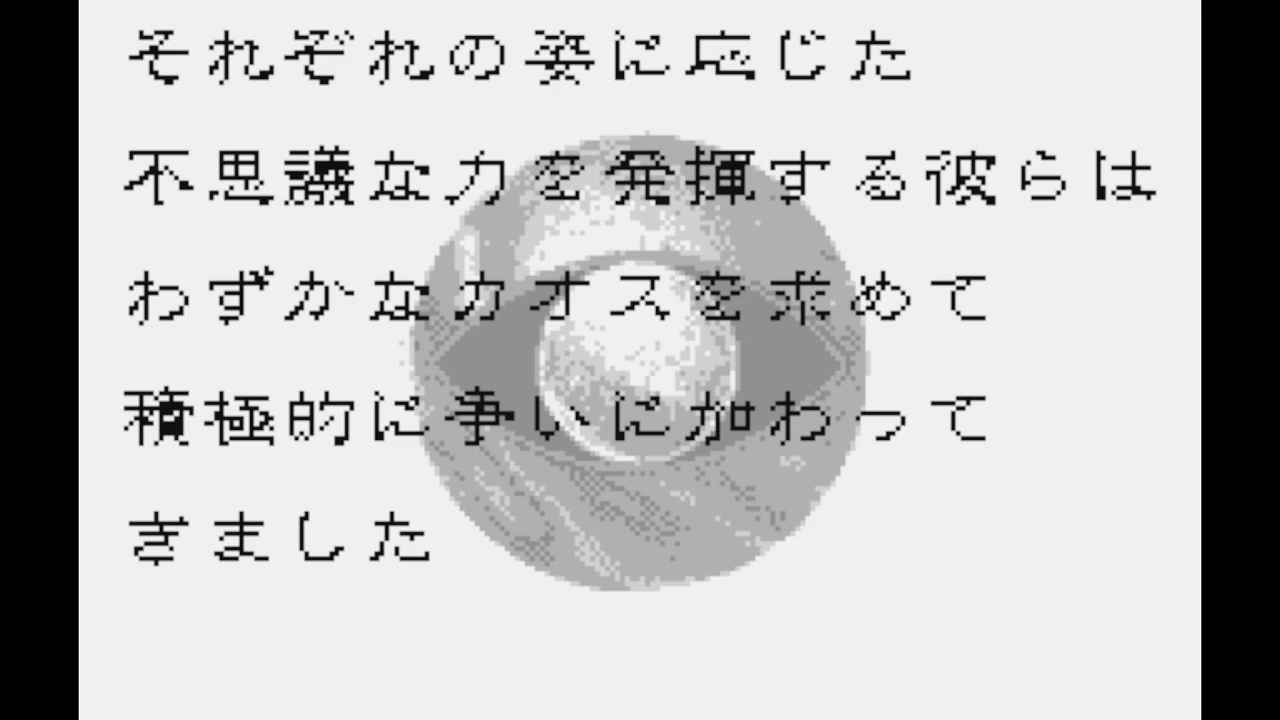 それぞれの姿に応じた
不思議な力を発揮する彼らは
わずかなカオスを求めて
積極的に争いに加わって
きました